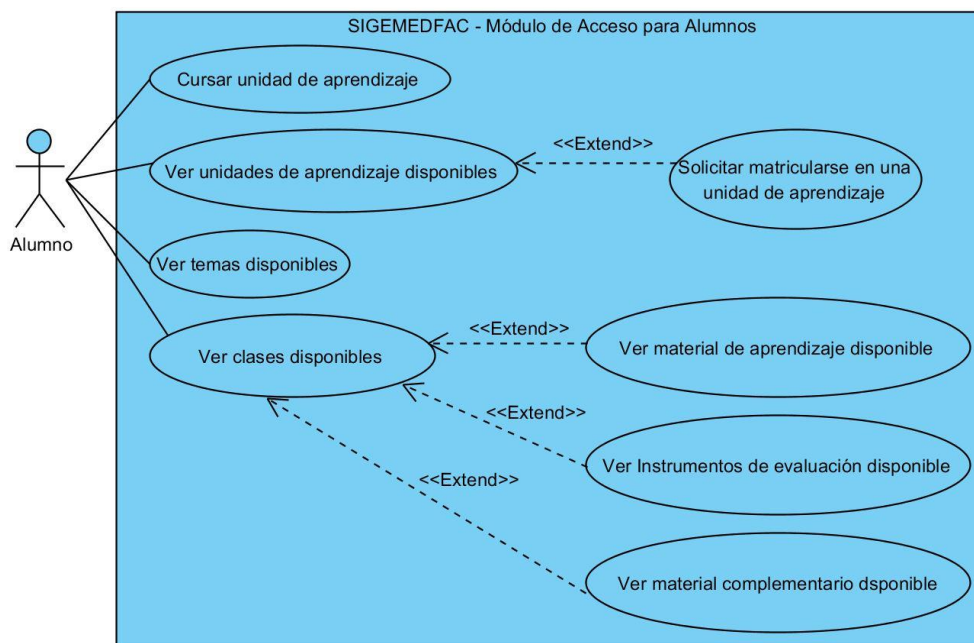 SIGEMEDFAC - Módulo de Acceso para Alumnos
Cursar unidad de aprendizaje
Ver unidades de aprendizaje disponibles
<<Extend>>
Solicitar matricularse en una
unidad de aprendizaje
Alumno
Ver temas disponibles
Ver clases disponibles
<<Extend>>
Ver material de aprendizaje disponible
<<Extend>>
Ver Instrumentos de evaluación disponible
<<Extend>>
Ver material complementario dsponible